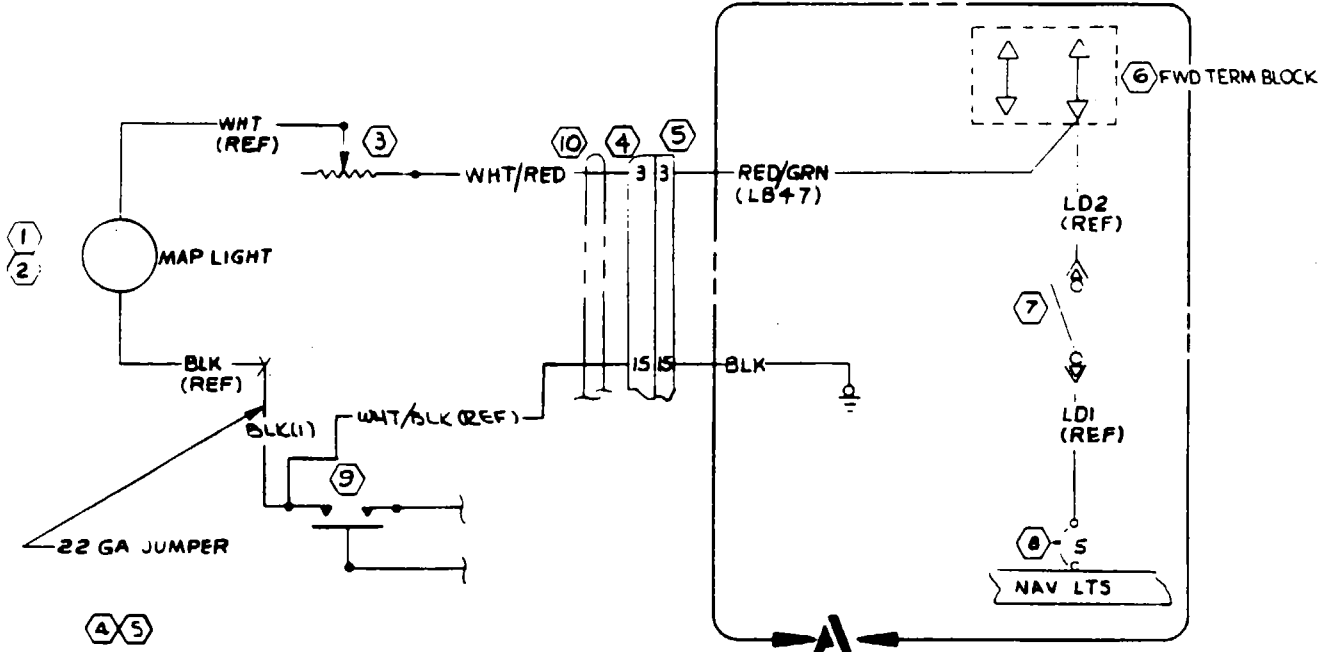 6 FWD TERM BLOCK
WHT
(REF)
3
10 4 5
WHT/RED
3 3
RED/GRN
(LB47)
LD2
(REF)
1
2
MAP LIGHT
7
BLK
(REF)
15 15
BLK
WHT/BLK (REF)
BLK(1)
LD1
(REF)
9
22 GA JUMPER
8 5
NAV LTS
4 5
A